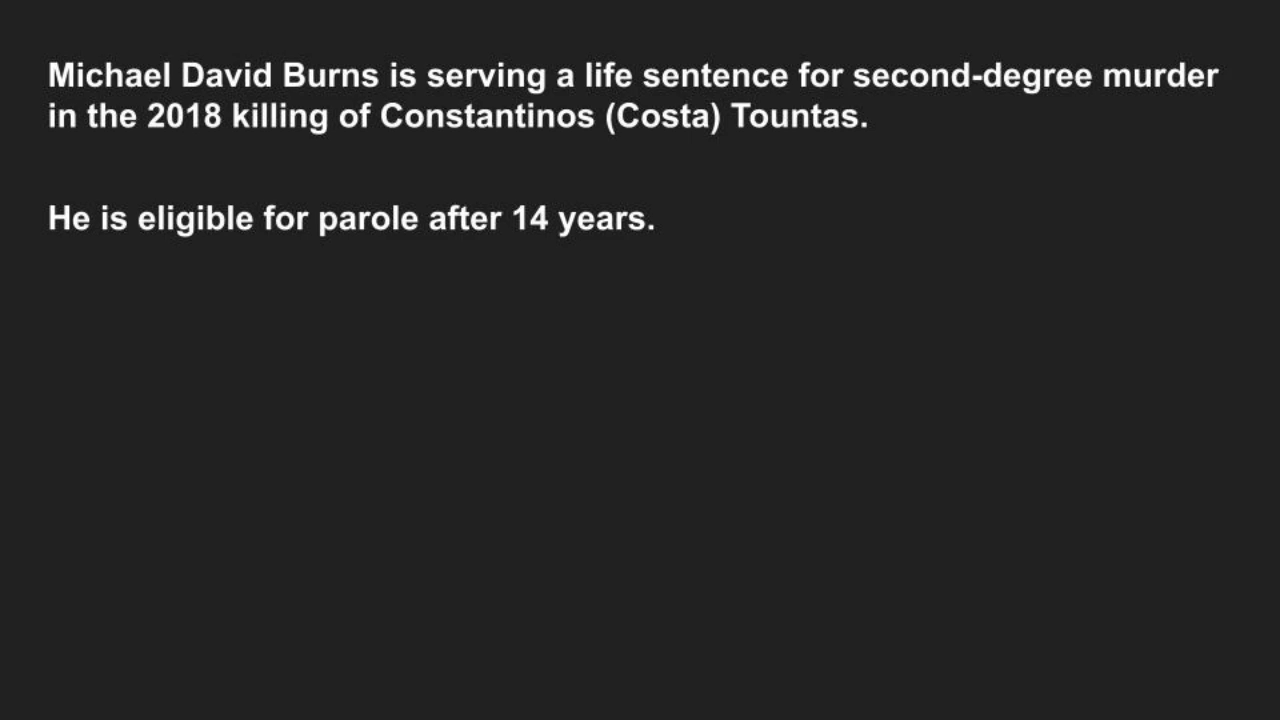 Michael David Burns is serving a life sentence for second-degree murder
in the 2018 killing of Constantinos (Costa) Tountas.
He is eligible for parole after 14 years.